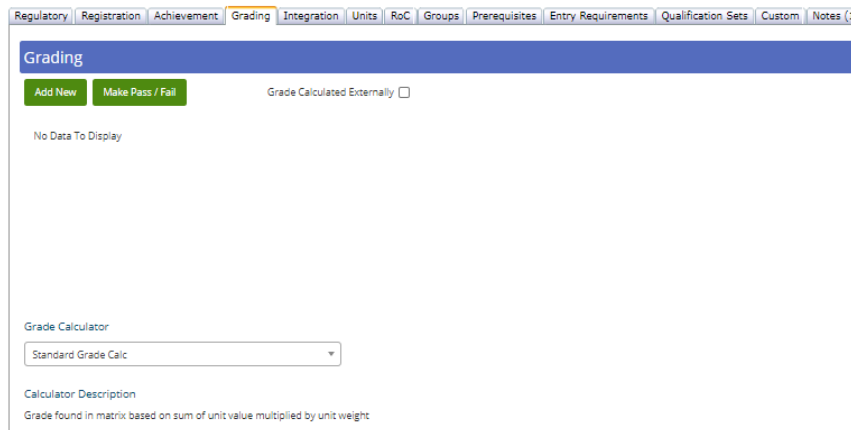 Regulatory Registration Achievement Grading Integration Units RoC Groups Prerequisites Entry Requirements Qualification Sets Custom Notes (
Grading
Add New Make Pass / Fail Grade Calculated Externally
No Data To Display
Grade Calculator
Standard Grade Calc
Calculator Description
Grade found in matrix based on sum of unit value multiplied by unit weight